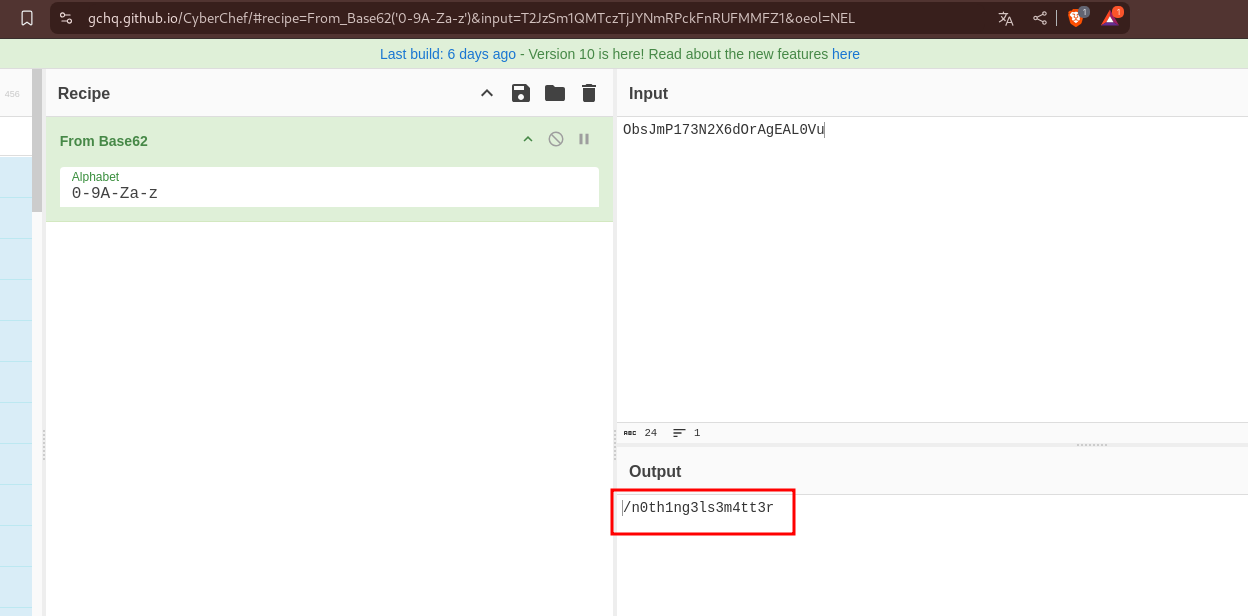 gchq.github.io/CyberChef/#recipe=From_Base62('0-9A-Za-z')&input=T2JzSm1QMTczTjJYNmRPckFnRUFMMFZ1&oeol=NEL
1
1
Last build: 6 days ago - Version 10 is here! Read about the new features here
456
Recipe
Input
From Base62
Alphabet
0-9A-Za-z
ObsJmP173N2X6dOrAgEAL0Vu
ABC 24
1
Output
/n0th1ng3ls3m4tt3r